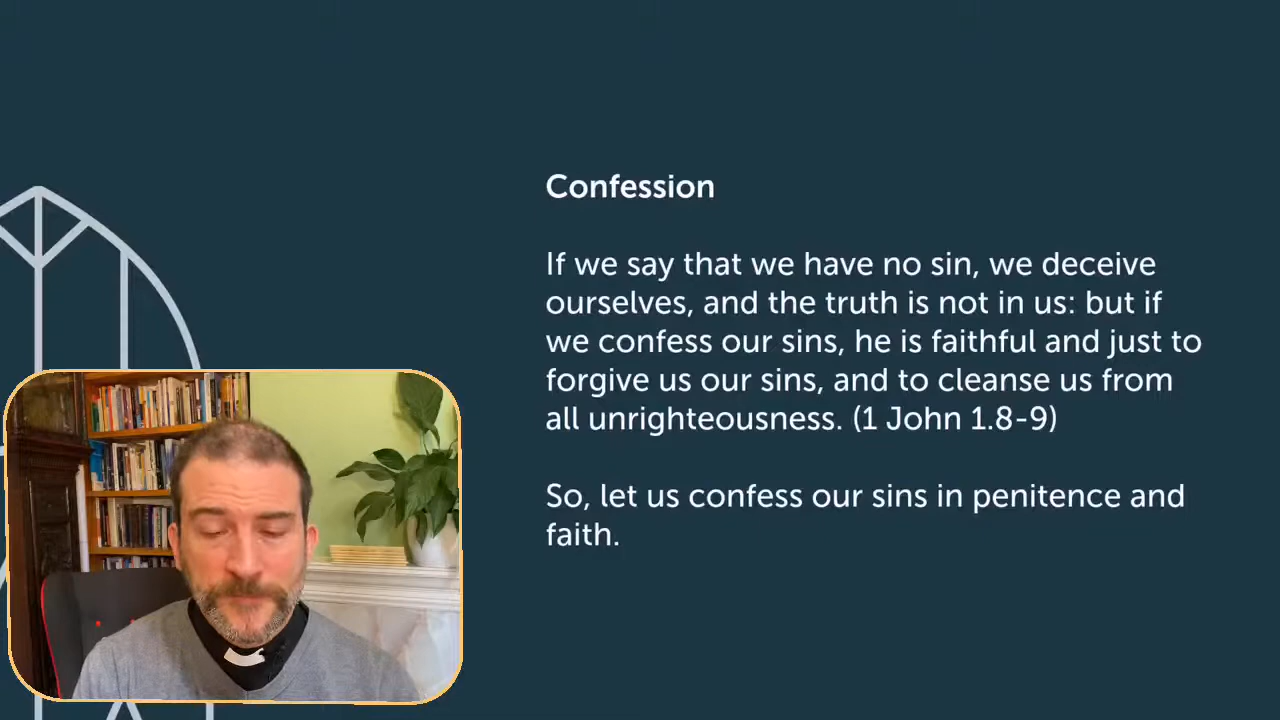 Confession
If we say that we have no sin, we deceive
ourselves, and the truth is not in us: but if
we confess our sins, he is faithful and just to
forgive us our sins, and to cleanse us from
all unrighteousness. (1 John 1.8-9)
So, let us confess our sins in penitence and
faith.